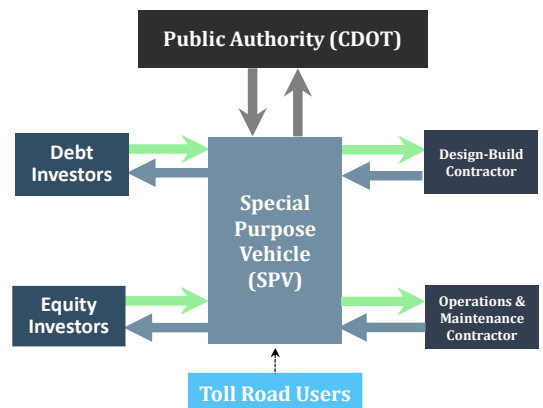 Public Authority (CDOT)
Debt
Investors
Design-Build
Contractor
Special
Purpose
Vehicle
(SPV)
Equity
Investors
Operations &
Maintenance
Contractor
Toll Road Users